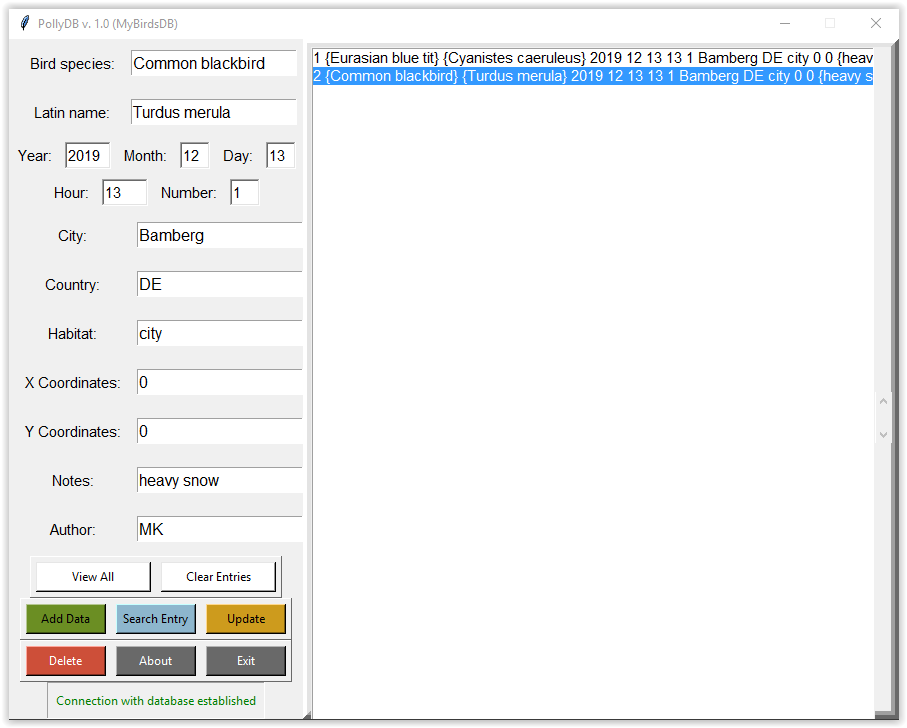 PollyDB v. 1.0 (MyBirdsDB)
Bird species: Common blackbird
Latin name: Turdus merula
Year: 2019 Month: 12 Day: 13
Hour: 13 Number: 1
City: Bamberg
Country: DE
Habitat: city
X Coordinates: 0
Y Coordinates: 0
Notes: heavy snow
Author: MK
View All Clear Entries
Add Data Search Entry Update
Delete About Exit
Connection with database established
1 {Eurasian blue tit} {Cyanistes caeruleus} 2019 12 13 13 1 Bamberg DE city 0 0 {heav
2 {Common blackbird} {Turdus merula} 2019 12 13 13 1 Bamberg DE city 0 0 {heavy s